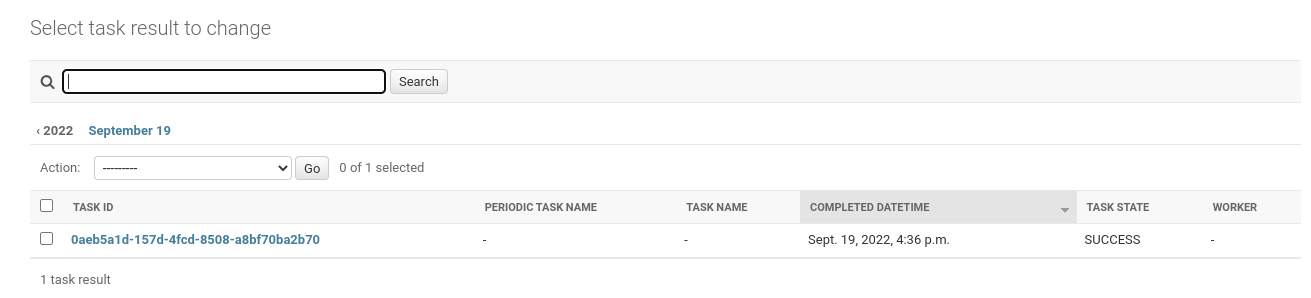 Select task result to change
Search
‹ 2022 September 19
Action: --------- Go 0 of 1 selected
TASK ID PERIODIC TASK NAME TASK NAME COMPLETED DATETIME TASK STATE WORKER
0aeb5a1d-157d-4fcd-8508-a8bf70ba2b70 - - Sept. 19, 2022, 4:36 p.m. SUCCESS -
1 task result